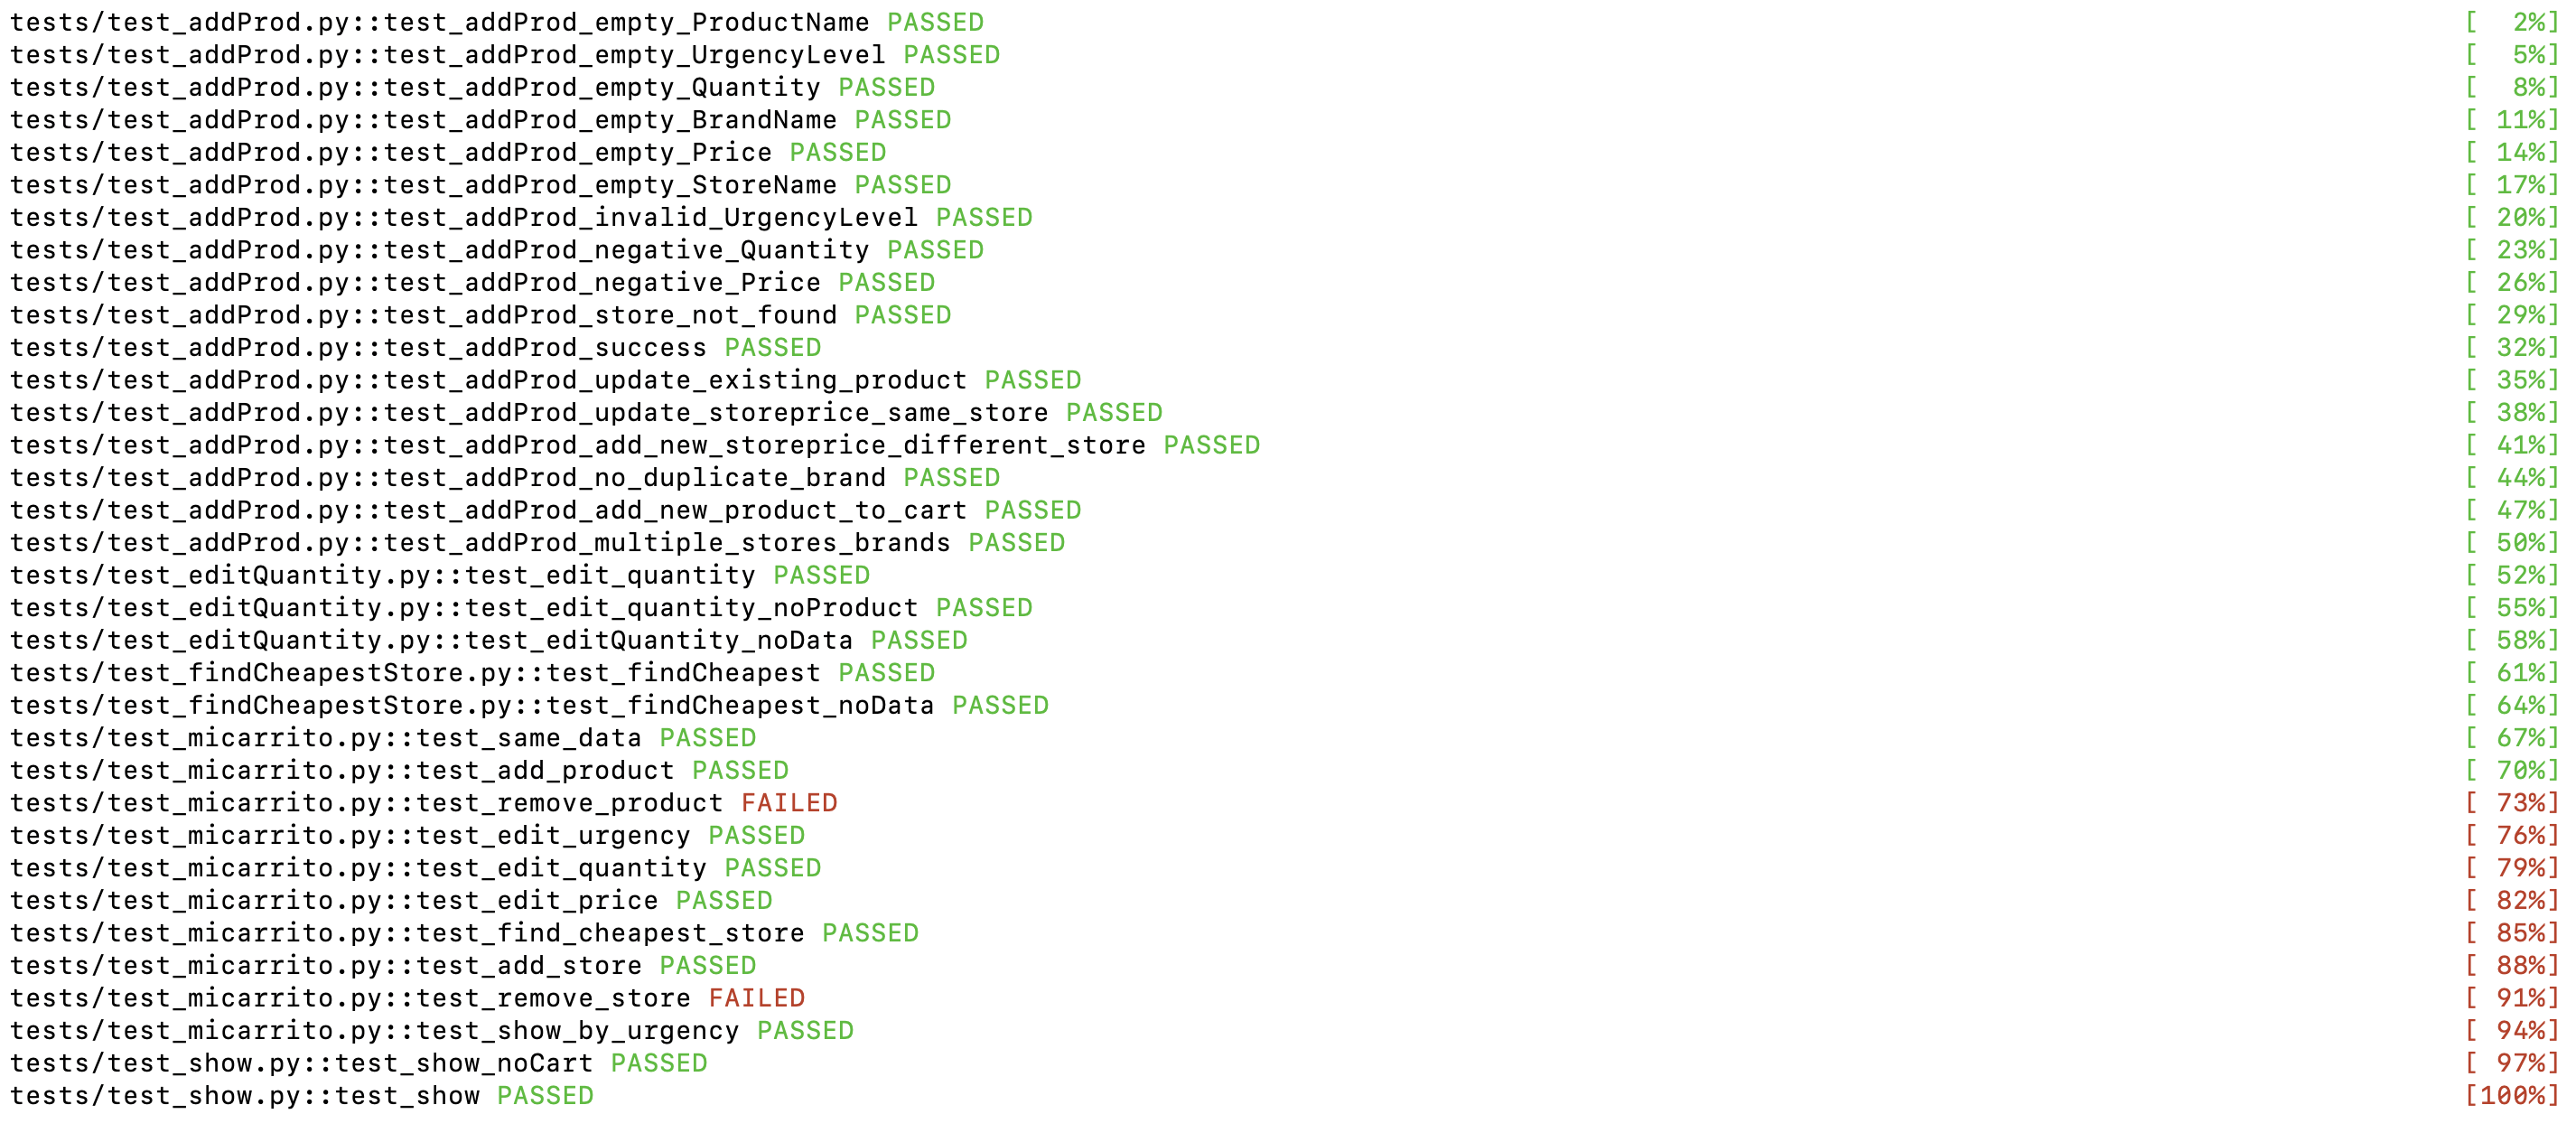 tests/test_addProd.py::test_addProd_empty_ProductName PASSED [  2%]
tests/test_addProd.py::test_addProd_empty_UrgencyLevel PASSED [  5%]
tests/test_addProd.py::test_addProd_empty_Quantity PASSED [  8%]
tests/test_addProd.py::test_addProd_empty_BrandName PASSED [ 11%]
tests/test_addProd.py::test_addProd_empty_Price PASSED [ 14%]
tests/test_addProd.py::test_addProd_empty_StoreName PASSED [ 17%]
tests/test_addProd.py::test_addProd_invalid_UrgencyLevel PASSED [ 20%]
tests/test_addProd.py::test_addProd_negative_Quantity PASSED [ 23%]
tests/test_addProd.py::test_addProd_negative_Price PASSED [ 26%]
tests/test_addProd.py::test_addProd_store_not_found PASSED [ 29%]
tests/test_addProd.py::test_addProd_success PASSED [ 32%]
tests/test_addProd.py::test_addProd_update_existing_product PASSED [ 35%]
tests/test_addProd.py::test_addProd_update_storeprice_same_store PASSED [ 38%]
tests/test_addProd.py::test_addProd_add_new_storeprice_different_store PASSED [ 41%]
tests/test_addProd.py::test_addProd_no_duplicate_brand PASSED [ 44%]
tests/test_addProd.py::test_addProd_add_new_product_to_cart PASSED [ 47%]
tests/test_addProd.py::test_addProd_multiple_stores_brands PASSED [ 50%]
tests/test_editQuantity.py::test_edit_quantity PASSED [ 52%]
tests/test_editQuantity.py::test_edit_quantity_noProduct PASSED [ 55%]
tests/test_editQuantity.py::test_editQuantity_noData PASSED [ 58%]
tests/test_findCheapestStore.py::test_findCheapest PASSED [ 61%]
tests/test_findCheapestStore.py::test_findCheapest_noData PASSED [ 64%]
tests/test_micarrito.py::test_same_data PASSED [ 67%]
tests/test_micarrito.py::test_add_product PASSED [ 70%]
tests/test_micarrito.py::test_remove_product FAILED [ 73%]
tests/test_micarrito.py::test_edit_urgency PASSED [ 76%]
tests/test_micarrito.py::test_edit_quantity PASSED [ 79%]
tests/test_micarrito.py::test_edit_price PASSED [ 82%]
tests/test_micarrito.py::test_find_cheapest_store PASSED [ 85%]
tests/test_micarrito.py::test_add_store PASSED [ 88%]
tests/test_micarrito.py::test_remove_store FAILED [ 91%]
tests/test_micarrito.py::test_show_by_urgency PASSED [ 94%]
tests/test_show.py::test_show_noCart PASSED [ 97%]
tests/test_show.py::test_show PASSED [100%]